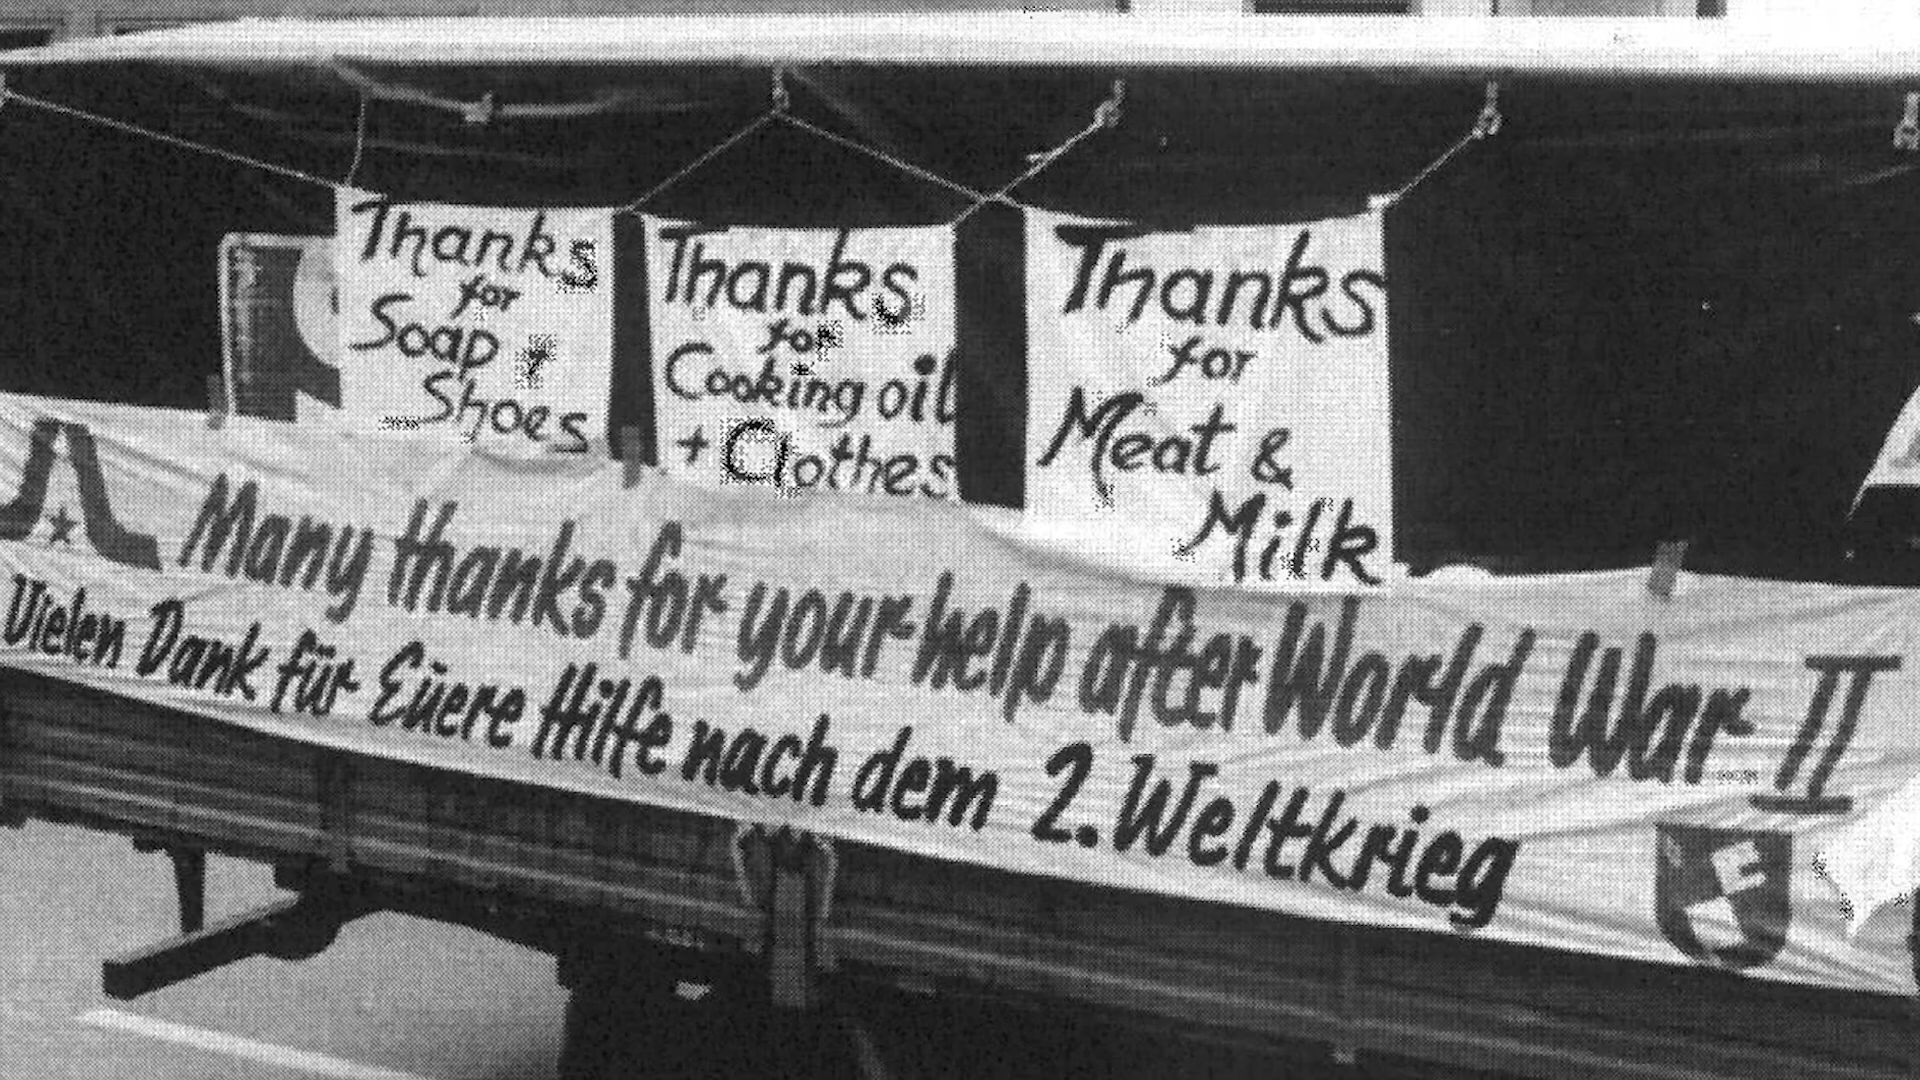 Thanks
for
Soap +
Shoes
Thanks
for
Cooking oil
+ Clothes
Thanks
for
Meat &
Milk
Many thanks for your help after World War II
Vielen Dank für Eüere Hilfe nach dem 2. Weltkrieg